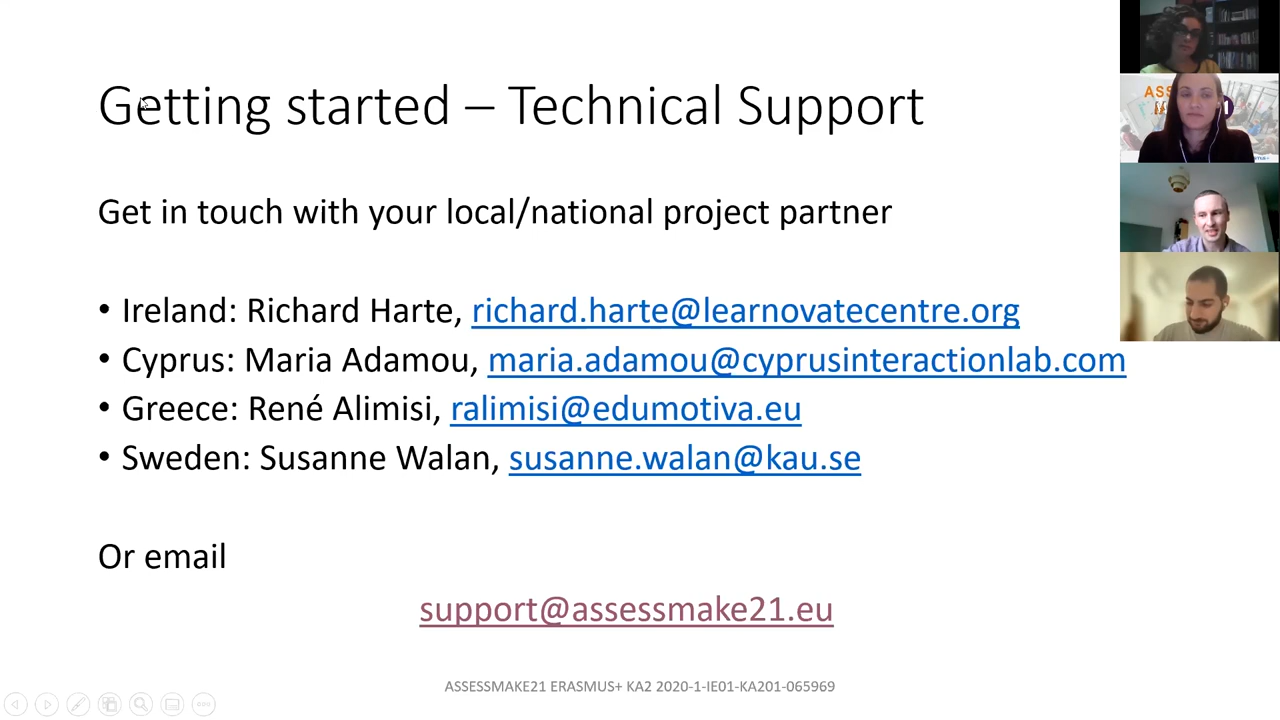 Getting started – Technical Support
Get in touch with your local/national project partner
• Ireland: Richard Harte, richard.harte@learnovatecentre.org
• Cyprus: Maria Adamou, maria.adamou@cyprusinteractionlab.com
• Greece: René Alimisi, ralimisi@edumotiva.eu
• Sweden: Susanne Walan, susanne.walan@kau.se
Or email
support@assessmake21.eu
ASSESSMAKE21 ERASMUS+ KA2 2020-1-IE01-KA201-065969